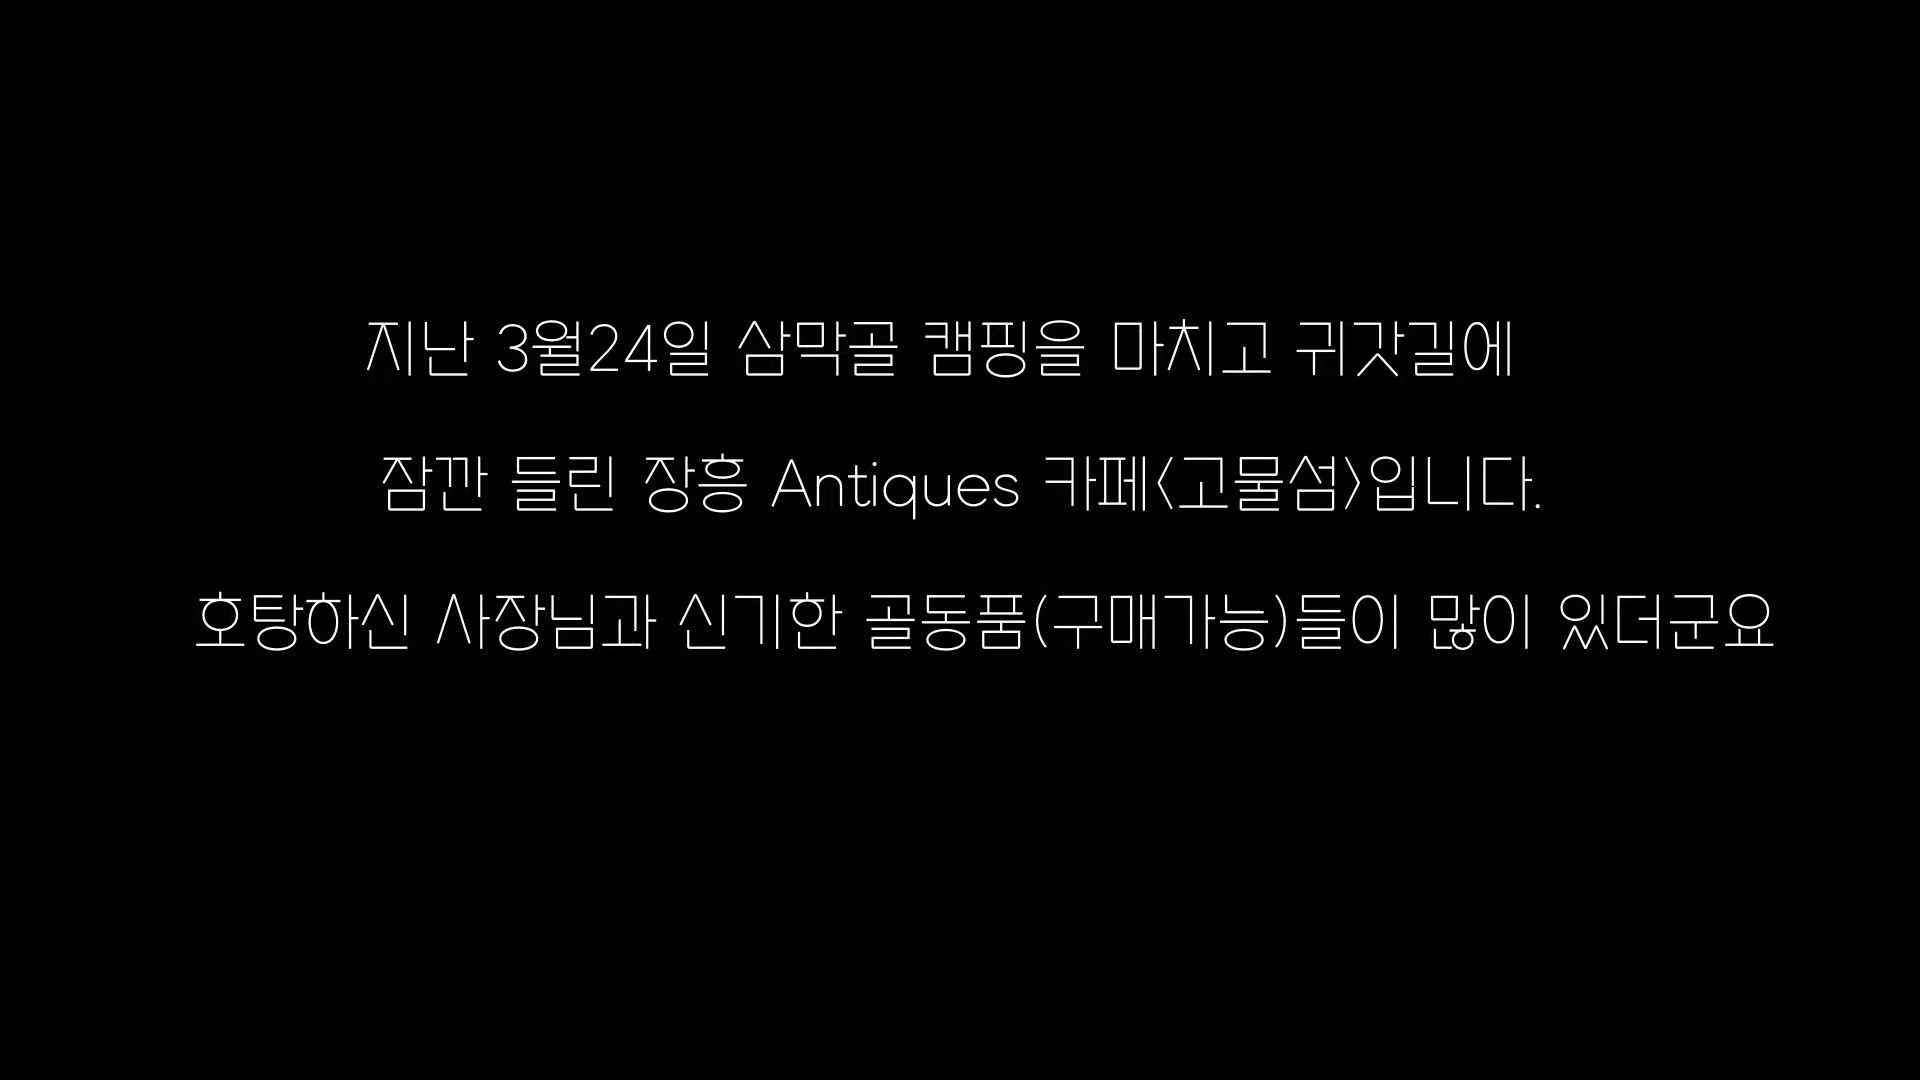 지난 3월24일 삼막골 캠핑을 마치고 귀갓길에
잠깐 들린 장흥 Antiques 카페<고물섬>입니다.
호탕하신 사장님과 신기한 골동품(구매가능)들이 많이 있더군요